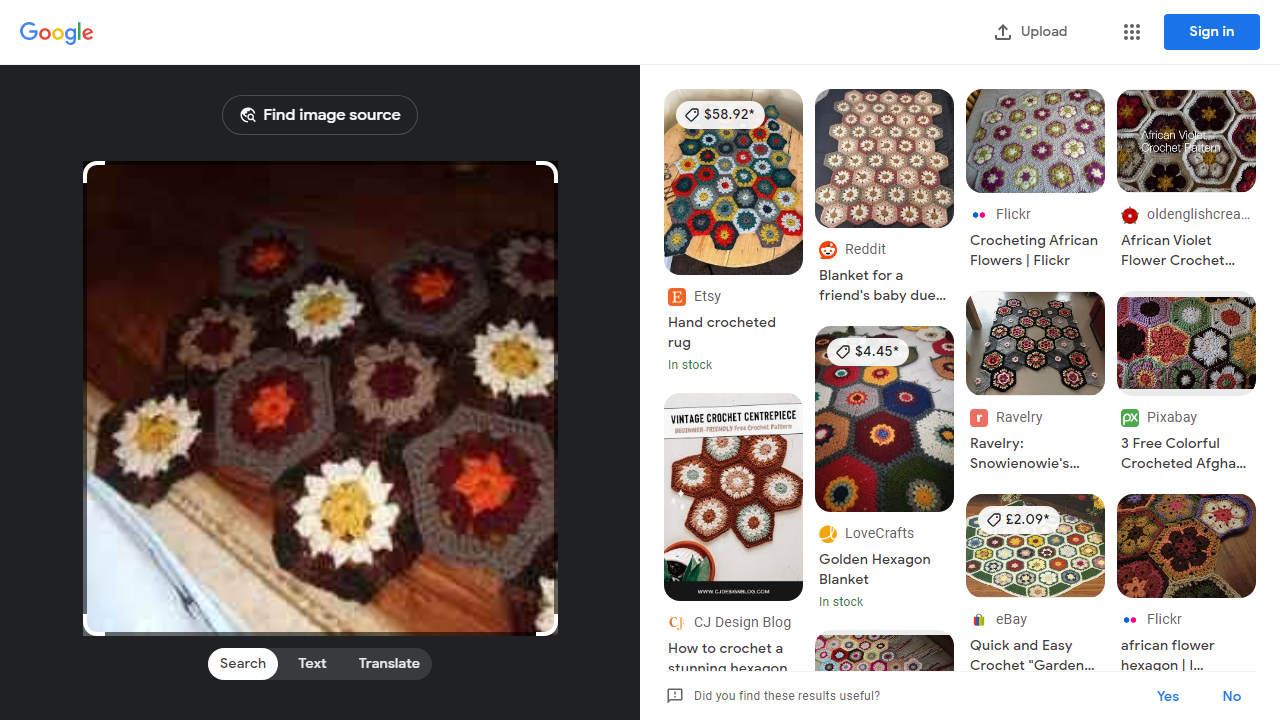 Google
Upload
Sign in
Find image source
Search
Text
Translate
$58.92*
Etsy
Hand crocheted
rug
In stock
VINTAGE CROCHET CENTREPIECE
BEGINNER-FRIENDLY Free Crochet Pattern
WWW.CJDESIGNBLOG.COM
CJ Design Blog
How to crochet a
stunning hexagon
Reddit
Blanket for a
friend's baby due...
$4.45*
LoveCrafts
Golden Hexagon
Blanket
In stock
Flickr
Crocheting African
Flowers | Flickr
Ravelry
Ravelry:
Snowienowie's...
£2.09*
eBay
Quick and Easy
Crochet "Garden...
African Violet
Crochet Pattern
oldenglishcrea...
African Violet
Flower Crochet...
px
Pixabay
3 Free Colorful
Crocheted Afgha...
Flickr
african flower
hexagon | I...
Did you find these results useful?
Yes
No